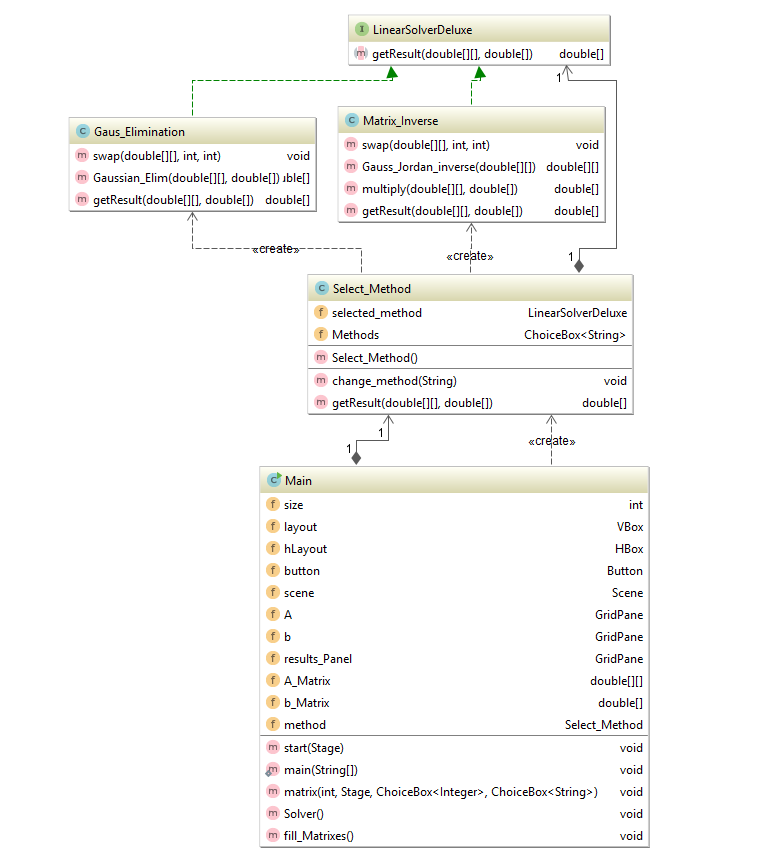 LinearSolverDeluxe
getResult(double[][], double[]) double[]
1
Gaus_Elimination
swap(double[][], int, int) void
Gaussian_Elim(double[][], double[]) ıble[]
getResult(double[][], double[]) double[]
Matrix_Inverse
swap(double[][], int, int) void
Gauss_Jordan_inverse(double[][]) double[][]
multiply(double[][], double[]) double[]
getResult(double[][], double[]) double[]
«create»
«create»
1
Select_Method
selected_method LinearSolverDeluxe
Methods ChoiceBox<String>
Select_Method()
change_method(String) void
getResult(double[][], double[]) double[]
1
1
«create»
Main
size int
layout VBox
hLayout HBox
button Button
scene Scene
A GridPane
b GridPane
results_Panel GridPane
A_Matrix double[][]
b_Matrix double[]
method Select_Method
start(Stage) void
main(String[]) void
matrix(int, Stage, ChoiceBox<Integer>, ChoiceBox<String>) void
Solver() void
fill_Matrixes() void